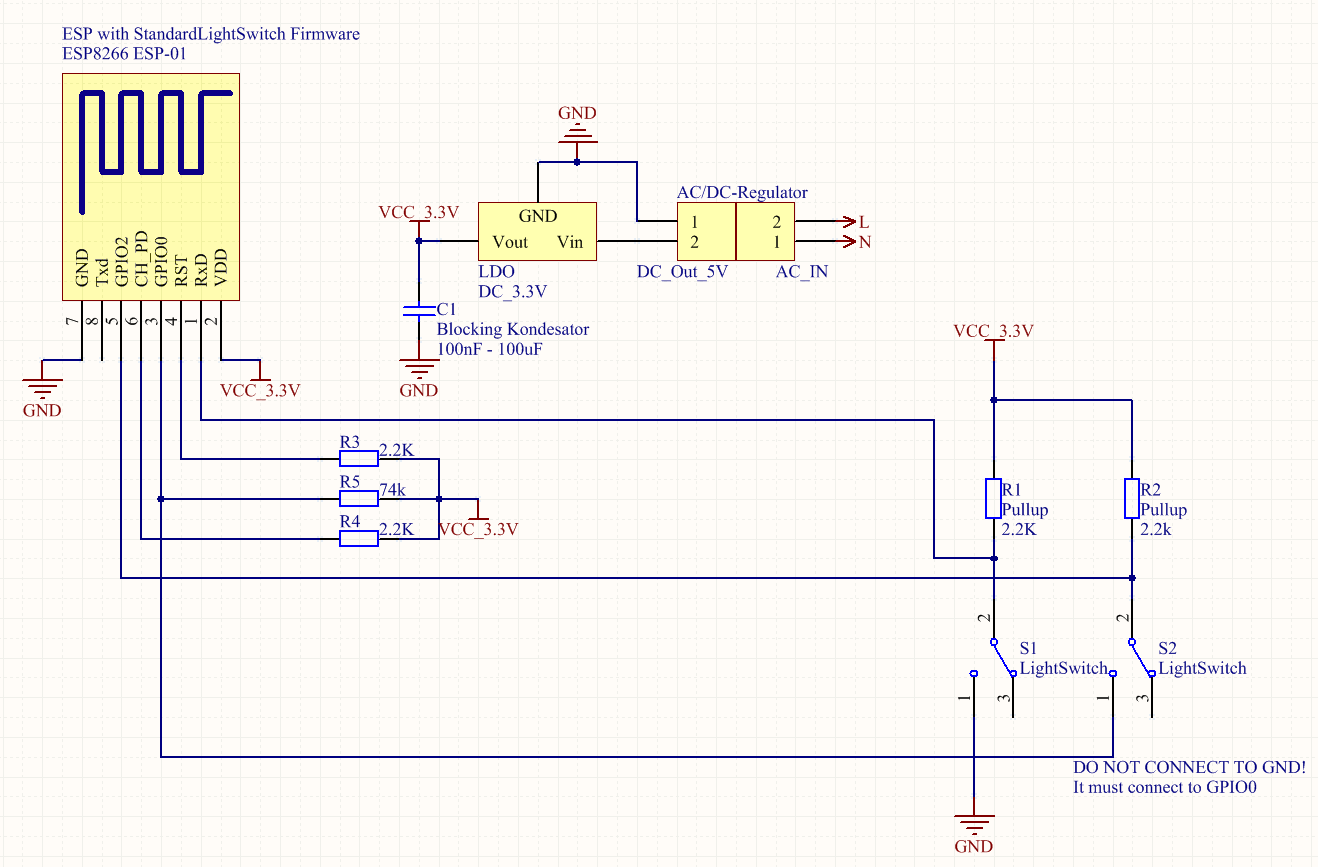 ESP with StandardLightSwitch Firmware
ESP8266 ESP-01
GND
Txd
GPIO2
CH_PD
GPIO0
RST
RxD
VDD
7
8
5
6
3
4
1
2
GND
VCC_3.3V
GND
VCC_3.3V
GND
Vout
Vin
LDO
DC_3.3V
AC/DC-Regulator
1
2
2
1
L
N
DC_Out_5V
AC_IN
C1
Blocking Kondesator
100nF - 100uF
GND
R3
2.2K
R5
74k
R4
2.2K
VCC_3.3V
VCC_3.3V
R1
Pullup
2.2K
R2
Pullup
2.2k
2
S1
LightSwitch
1
3
2
S2
LightSwitch
1
3
DO NOT CONNECT TO GND!
It must connect to GPIO0
GND